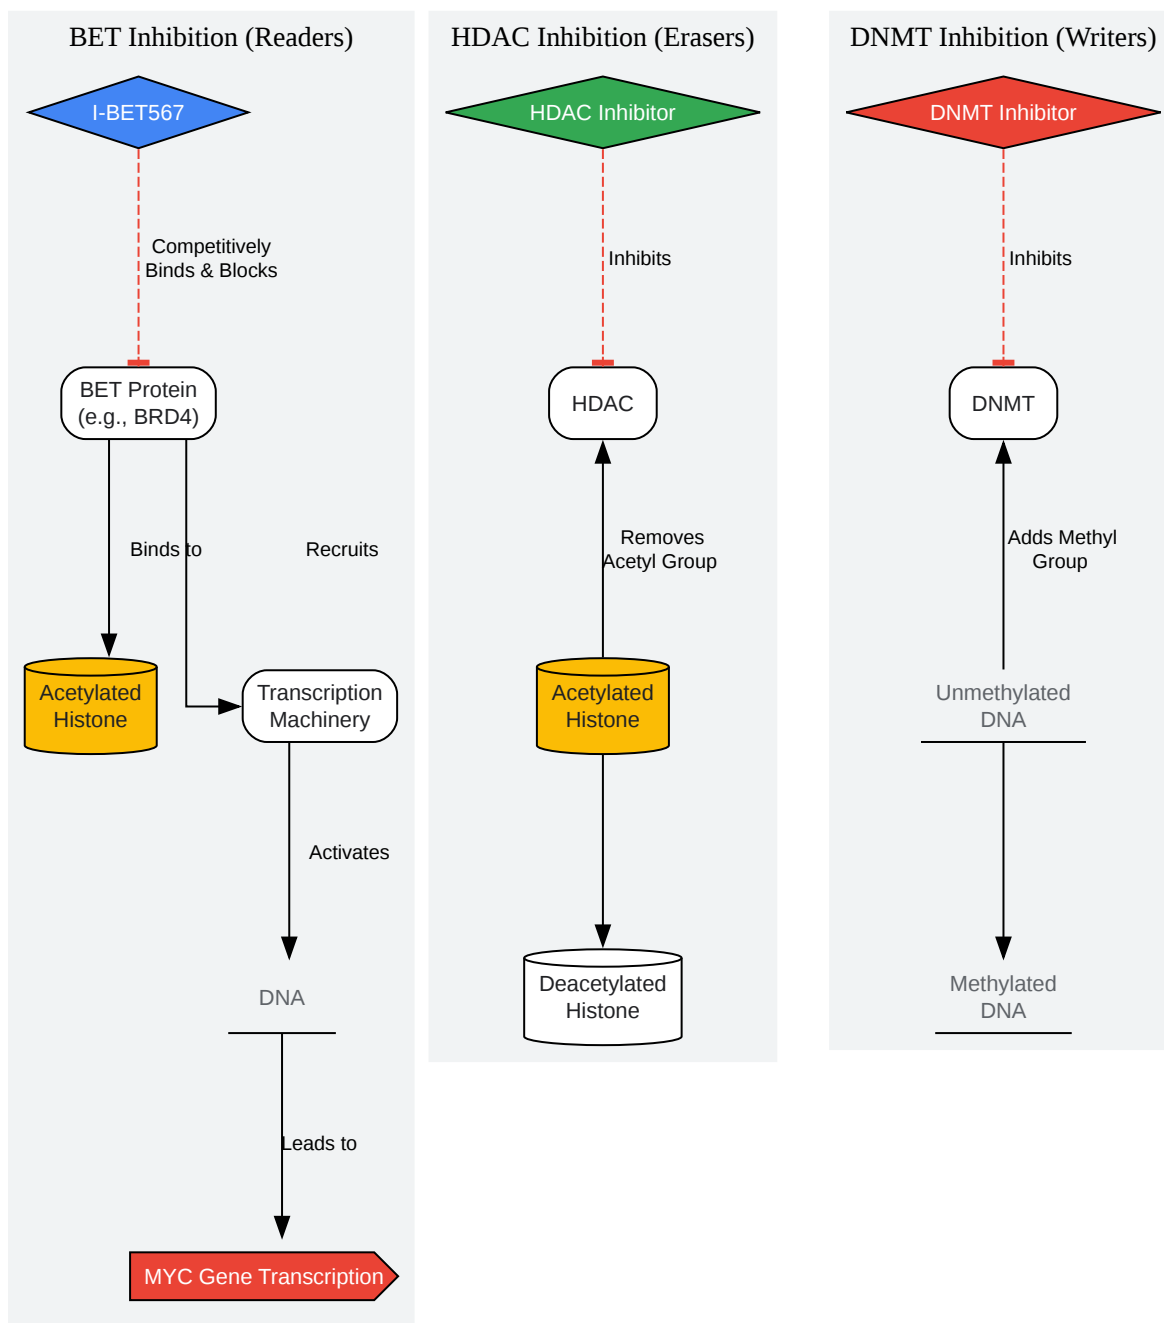 BET Inhibition (Readers)
I-BET567
Competitively
Binds & Blocks
BET Protein
(e.g., BRD4)
Binds to
Recruits
Acetylated
Histone
Transcription
Machinery
Activates
DNA
Leads to
MYC Gene Transcription
HDAC Inhibition (Erasers)
HDAC Inhibitor
Inhibits
HDAC
Removes
Acetyl Group
Acetylated
Histone
Deacetylated
Histone
DNMT Inhibition (Writers)
DNMT Inhibitor
Inhibits
DNMT
Adds Methyl
Group
Unmethylated
DNA
Methylated
DNA